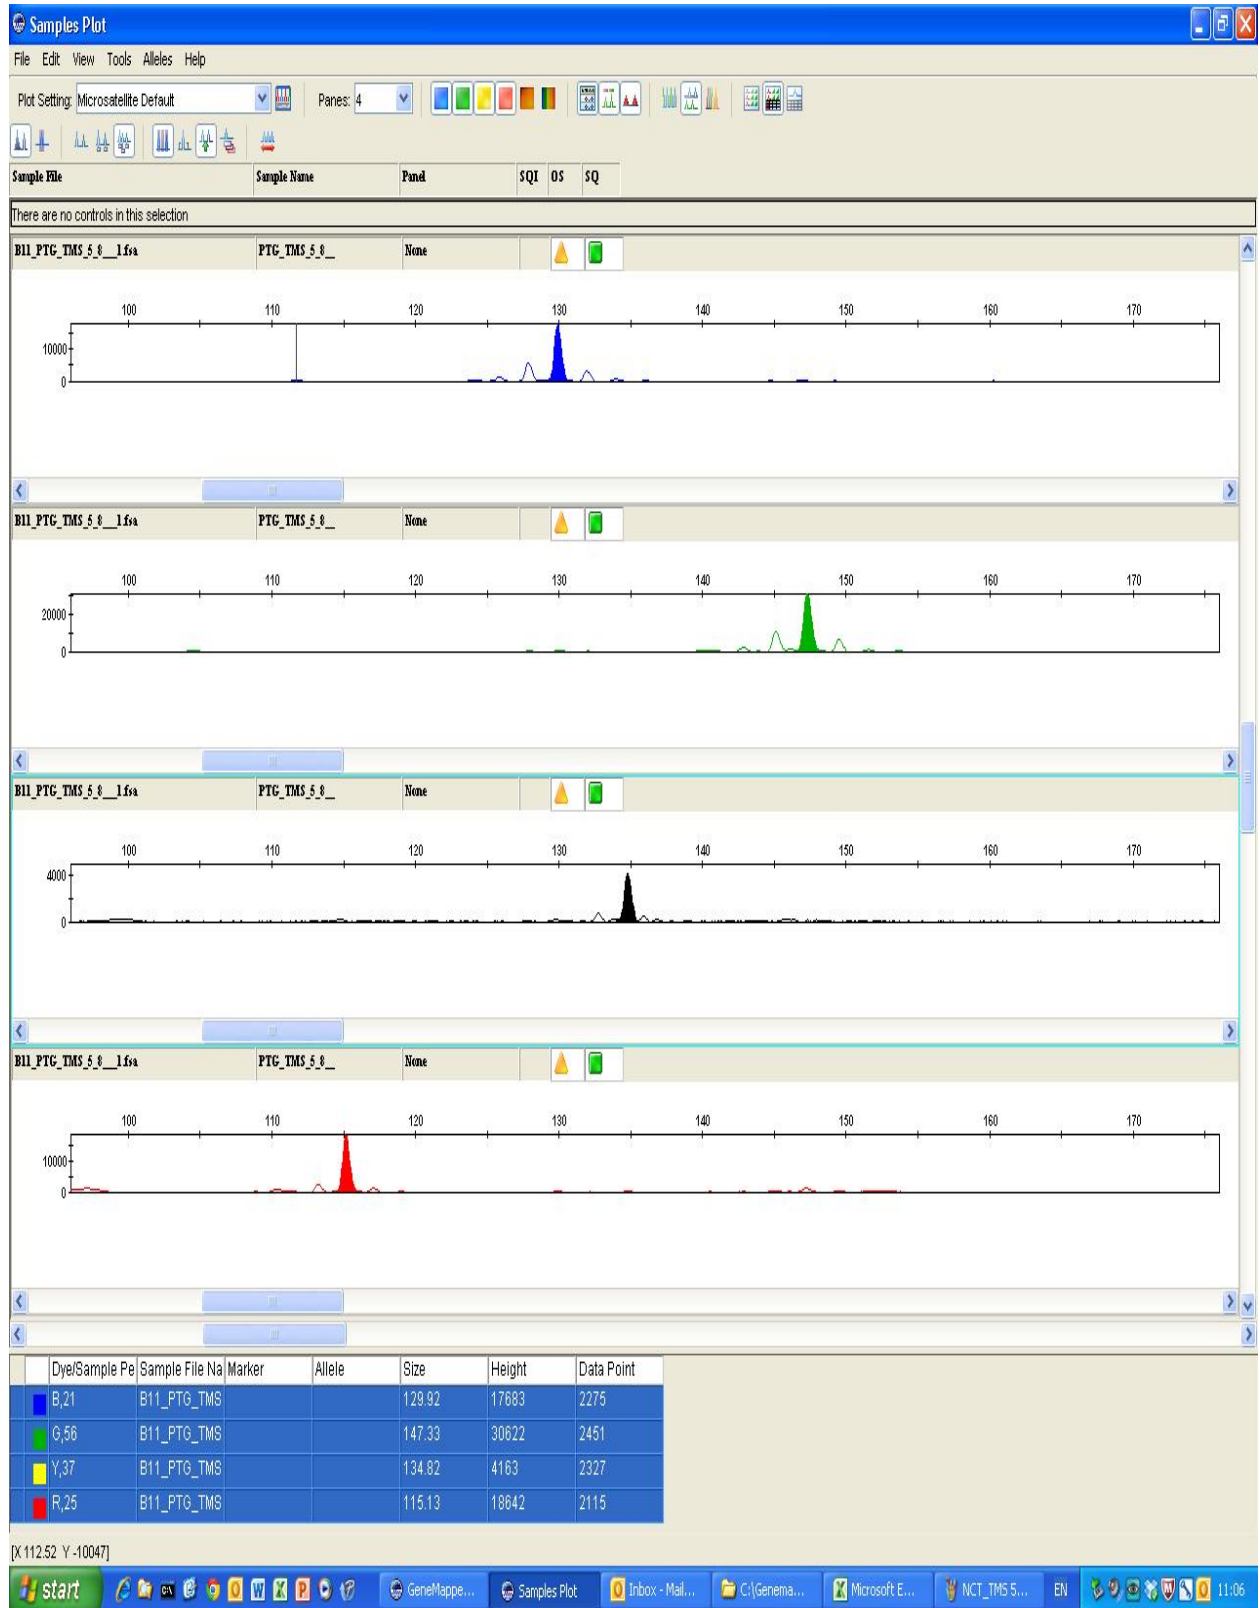 Samples Plot
File Edit View Tools Alleles Help
Plot Setting: Microsatellite Default Panes: 4
Sample File Sample Name Panel SQI OS SQ
There are no controls in this selection
B11_PTG_TMS_5_8__1.fsa PTG_TMS_5_8__ None
100 110 120 130 140 150 160 170
10000
0
B11_PTG_TMS_5_8__1.fsa PTG_TMS_5_8__ None
100 110 120 130 140 150 160 170
20000
0
B11_PTG_TMS_5_8__1.fsa PTG_TMS_5_8__ None
100 110 120 130 140 150 160 170
4000
0
B11_PTG_TMS_5_8__1.fsa PTG_TMS_5_8__ None
100 110 120 130 140 150 160 170
10000
0
Dye/Sample Pe Sample File Na Marker Allele Size Height Data Point
B,21 B11_PTG_TMS 129.92 17683 2275
G,56 B11_PTG_TMS 147.33 30622 2451
Y,37 B11_PTG_TMS 134.82 4163 2327
R,25 B11_PTG_TMS 115.13 18642 2115
[X 112.52 Y -10047]
start GeneMappe... Samples Plot Inbox - Mail... C:\Genema... Microsoft E... NCT_TMS 5... EN 11:06